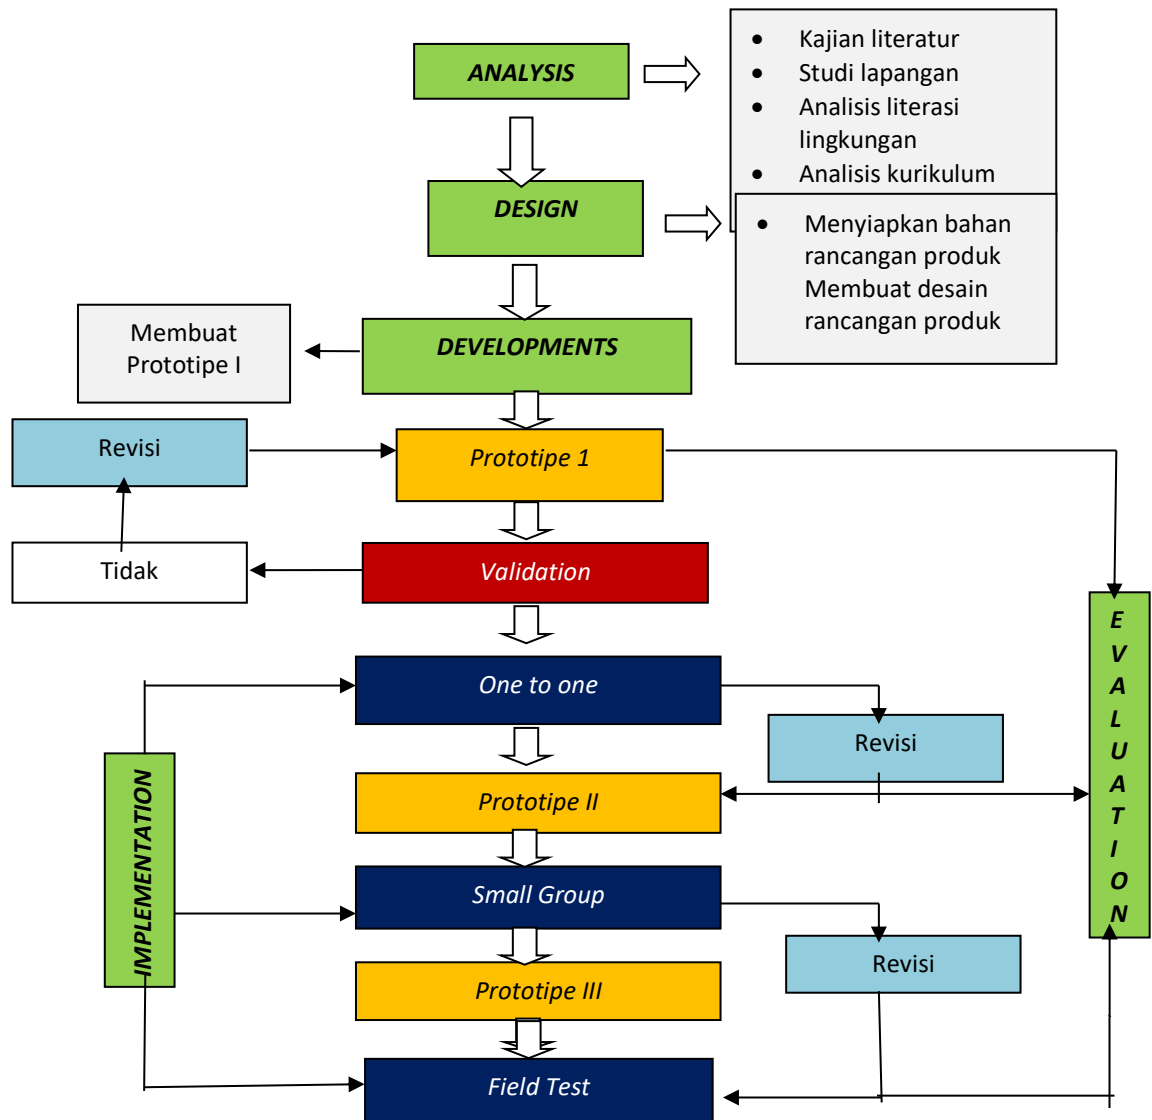 ANALYSIS
• Kajian literatur
• Studi lapangan
• Analisis literasi
lingkungan
• Analisis kurikulum
DESIGN
• Menyiapkan bahan
rancangan produk
Membuat desain
rancangan produk
DEVELOPMENTS
Membuat
Prototipe I
Revisi
Prototipe 1
Tidak
Validation
One to one
Revisi
EVALUATION
IMPLEMENTATION
Prototipe II
Small Group
Revisi
Prototipe III
Field Test